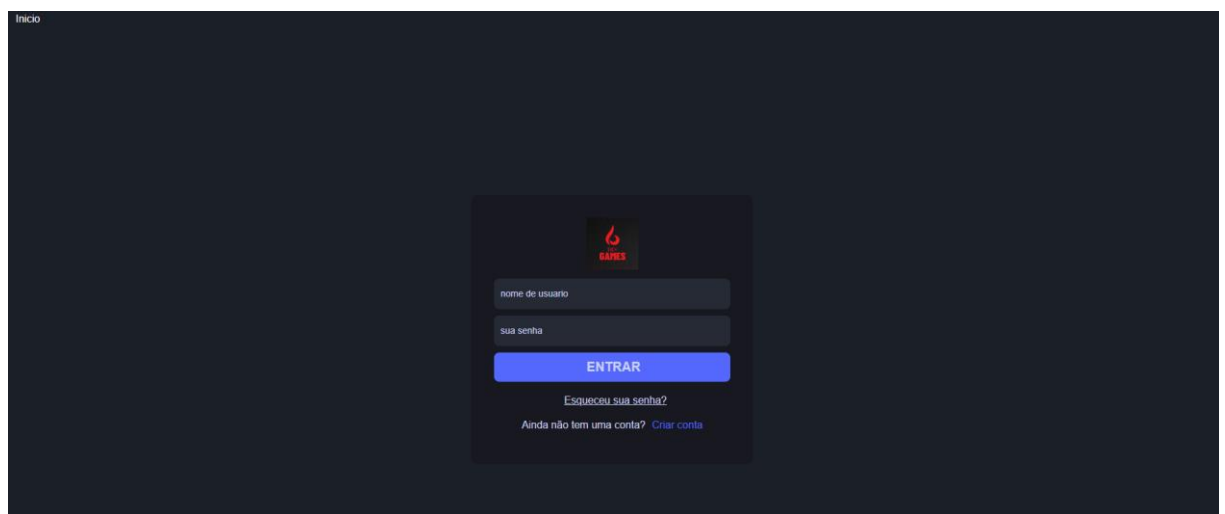 Inicio
GAMES
nome de usuario
sua senha
ENTRAR
Esqueceu sua senha?
Ainda não tem uma conta? Criar conta